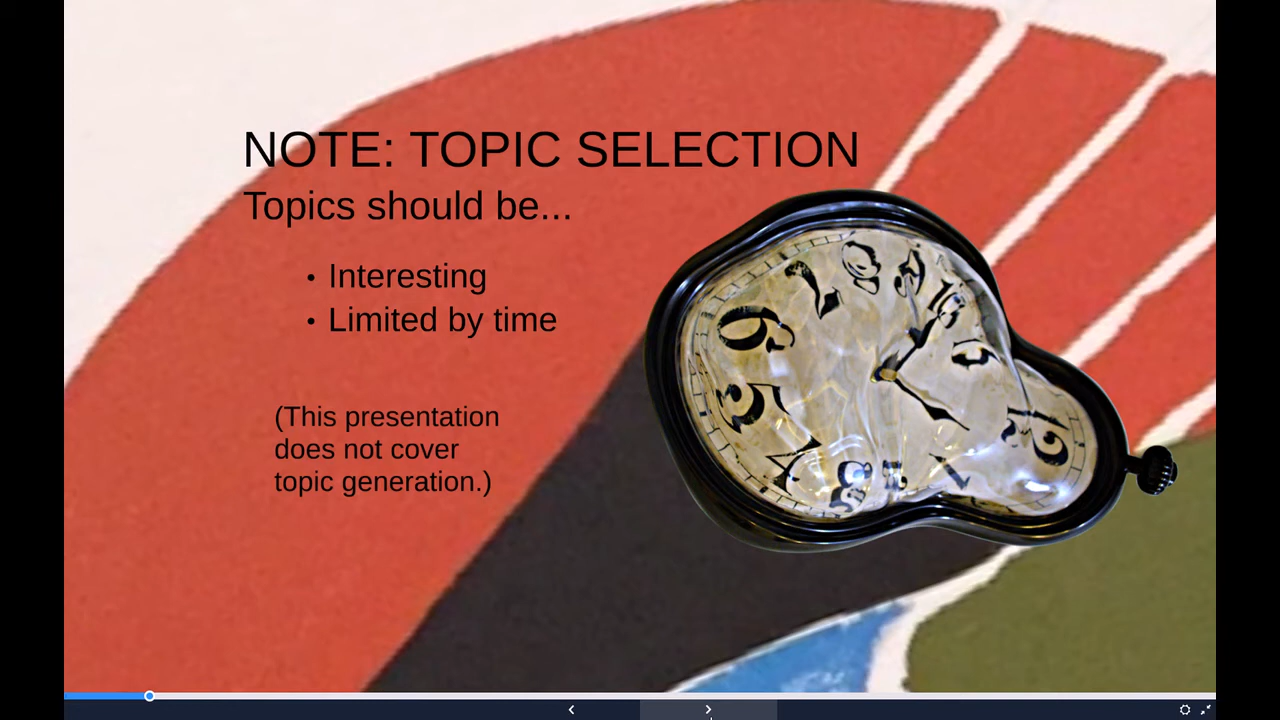 NOTE: TOPIC SELECTION
Topics should be...
• Interesting
• Limited by time
(This presentation
does not cover
topic generation.)